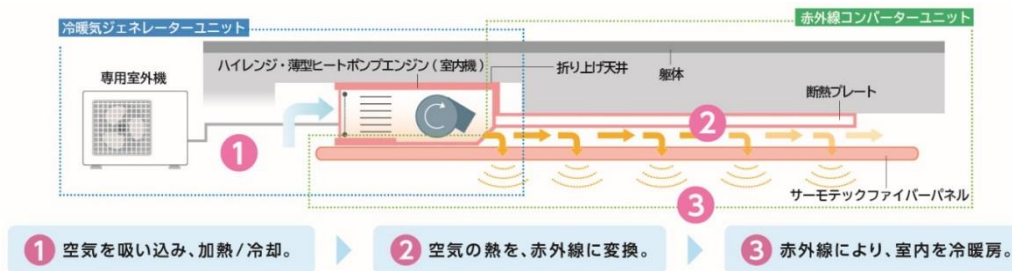 冷暖気ジェネレーターユニット
赤外線コンバーターユニット
専用室外機
ハイレンジ・薄型ヒートポンプエンジン(室内機)
折り上げ天井
躯体
断熱プレート
1
2
3
サーモテックファイバーパネル
1 空気を吸い込み、加熱/冷却。
2 空気の熱を、赤外線に変換。
3 赤外線により、室内を冷暖房。